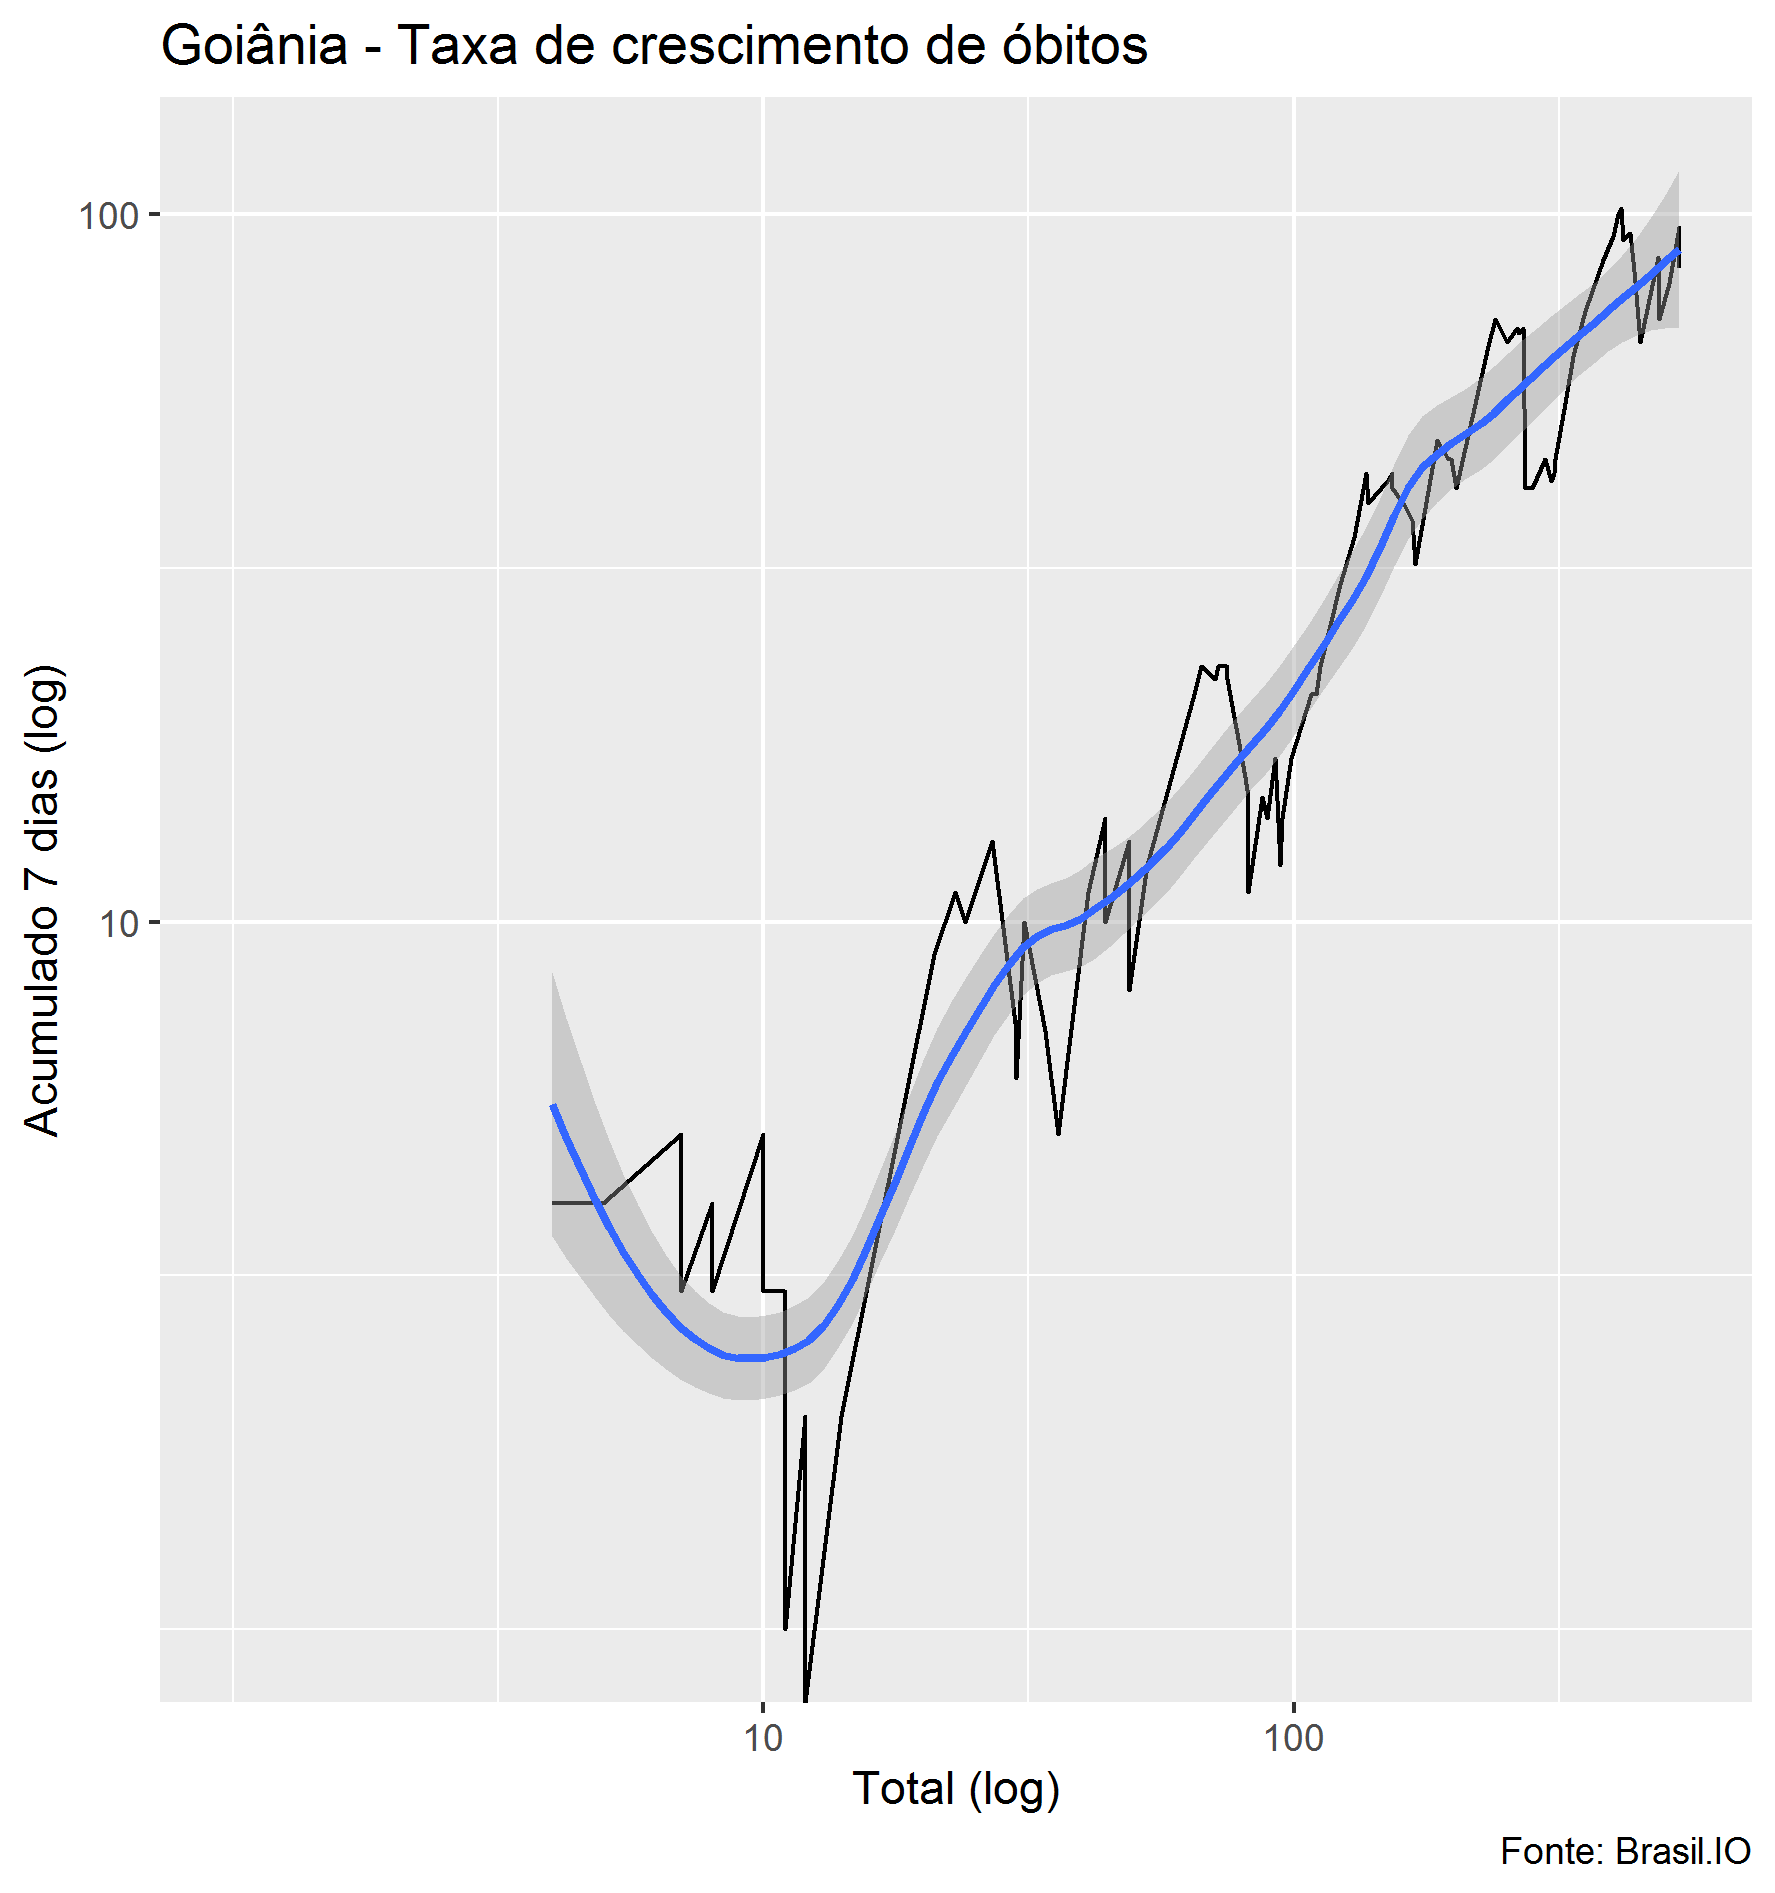 Goiânia - Taxa de crescimento de óbitos
100
10
Acumulado 7 dias (log)
10
100
Total (log)
Fonte: Brasil.IO